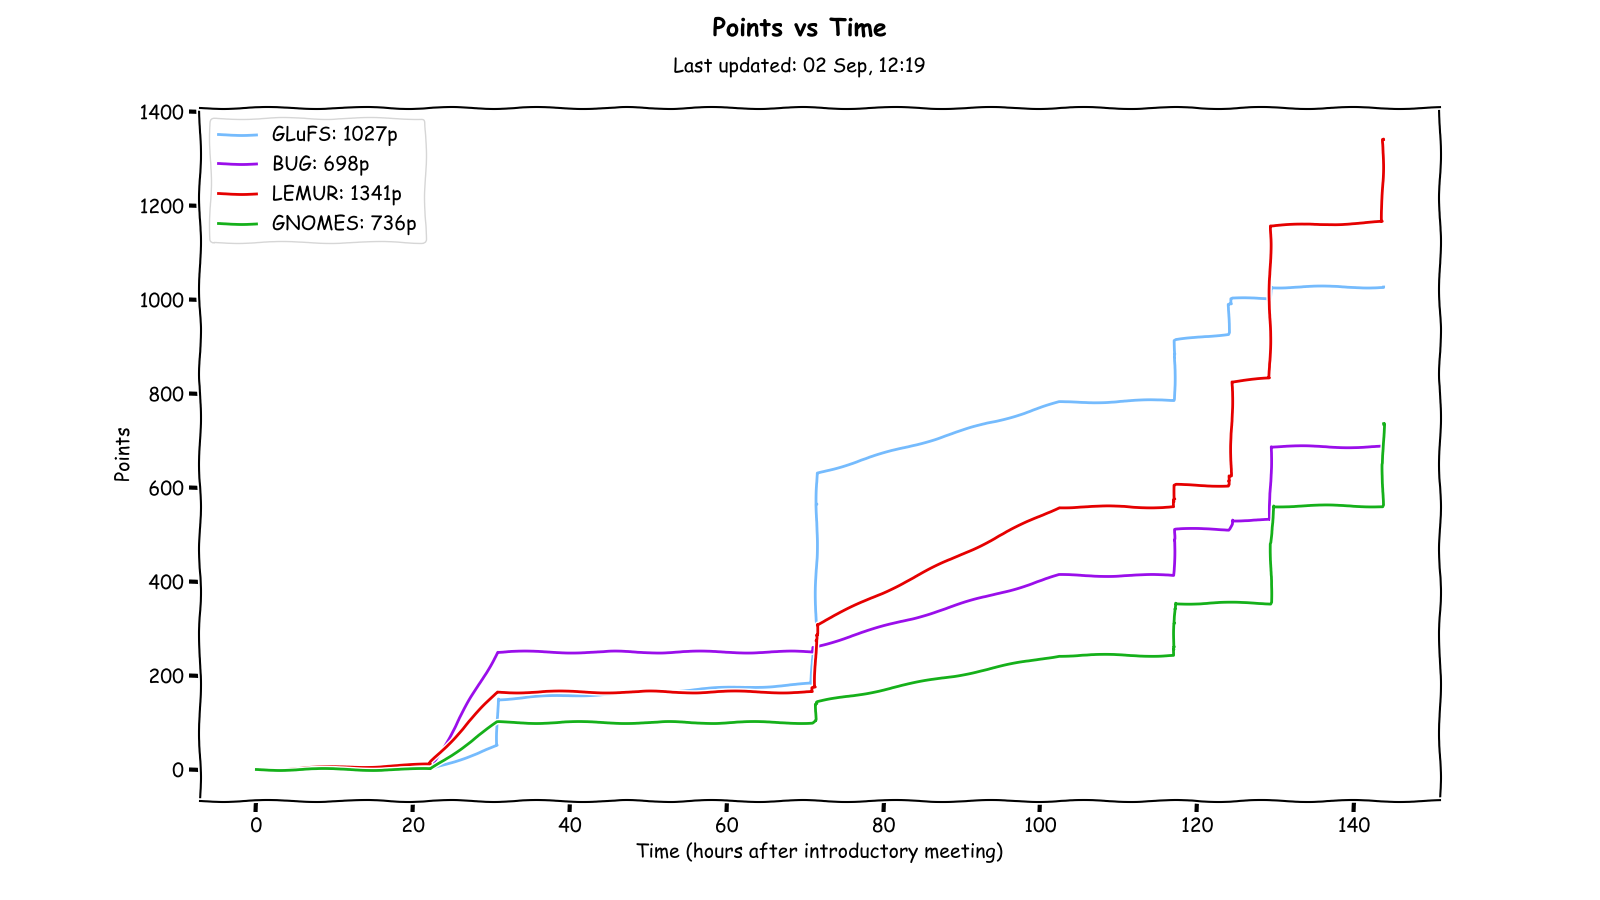 Points vs Time
Last updated: 02 Sep, 12:19
1400
1200
1000
800
600
400
200
0
Points
GLuFS: 1027p
BUG: 698p
LEMUR: 1341p
GNOMES: 736p
0 20 40 60 80 100 120 140
Time (hours after introductory meeting)